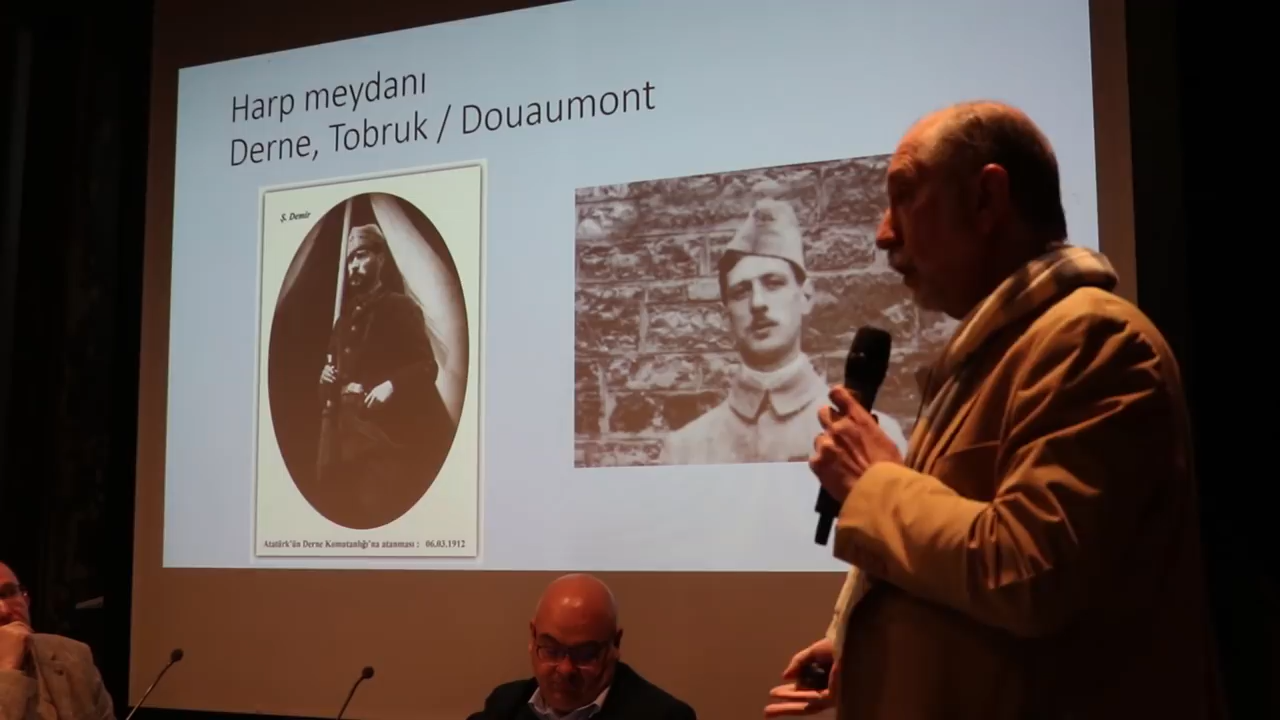 Harp meydanı
Derne, Tobruk / Douaumont
Ş. Demir
Atatürk'ün Derne Komutanlığı'na atanması : 06.03.1912